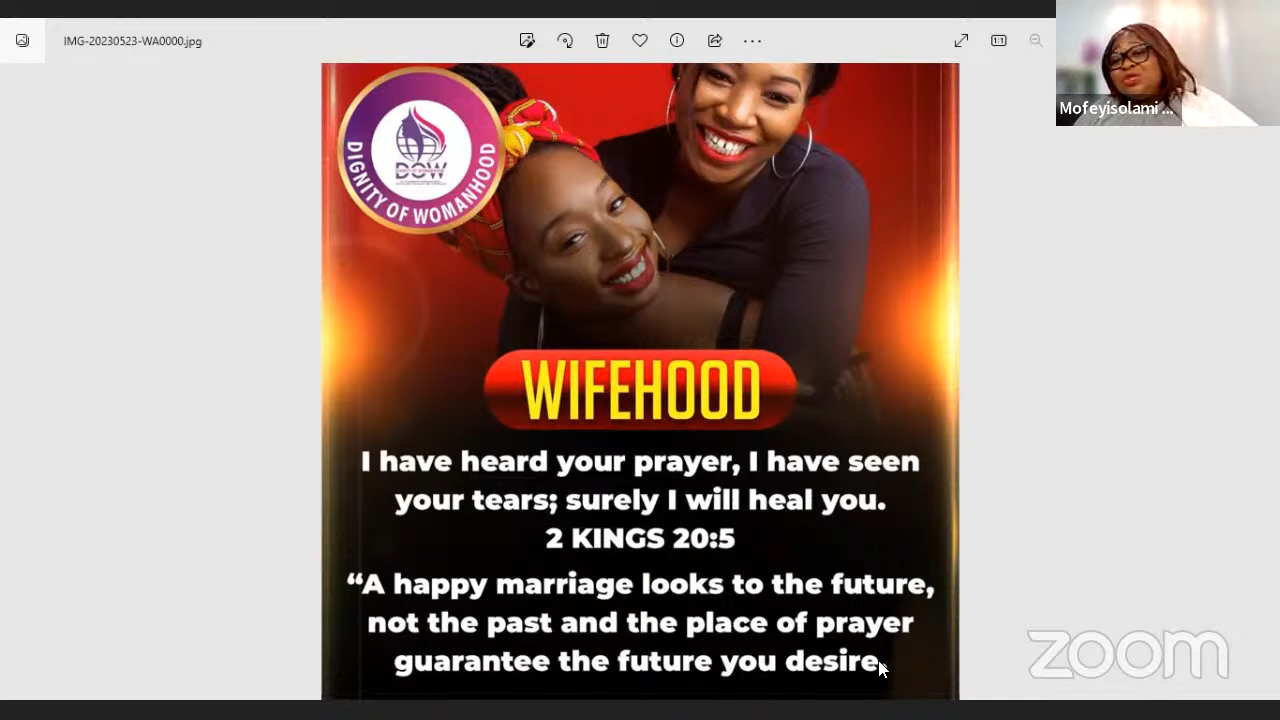 IMG-20230523-WA0000.jpg
1:1
Mofeyisolami ...
DOW
DIGNITY OF WOMANHOOD
WIFEHOOD
I have heard your prayer, I have seen
your tears; surely I will heal you.
2 KINGS 20:5
“A happy marriage looks to the future,
not the past and the place of prayer
guarantee the future you desire.
zoom